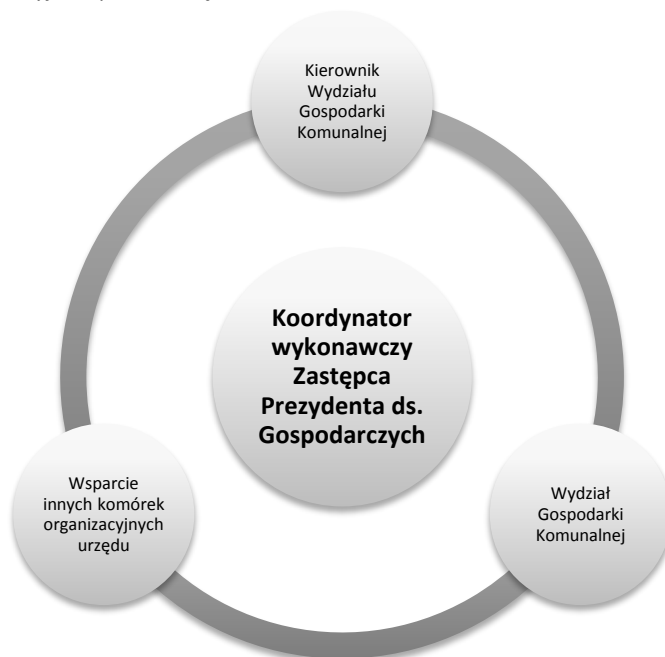 Kierownik
Wydziału
Gospodarki
Komunalnej
Koordynator
wykonawczy
Zastępca
Prezydenta ds.
Gospodarczych
Wsparcie
innych komórek
organizacyjnych
urzędu
Wydział
Gospodarki
Komunalnej